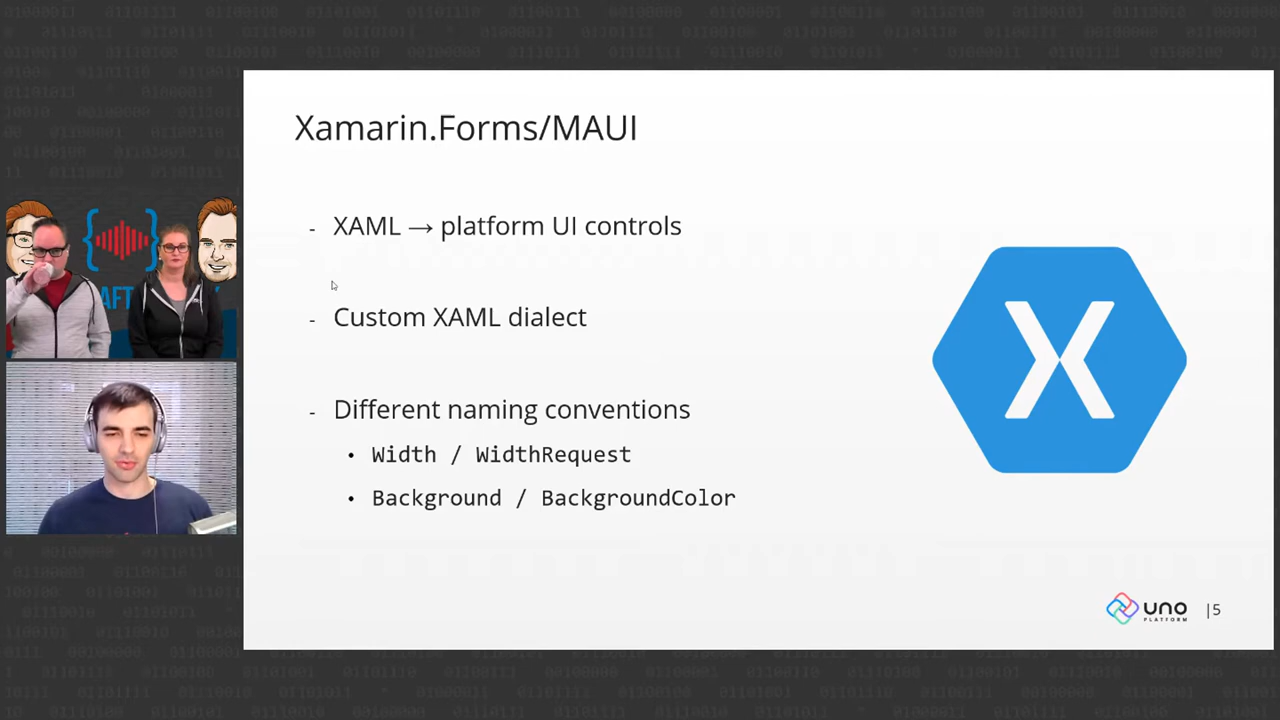 Xamarin.Forms/MAUI
- XAML → platform UI controls
- Custom XAML dialect
- Different naming conventions
• Width / WidthRequest
• Background / BackgroundColor
UNO
PLATFORM
|5